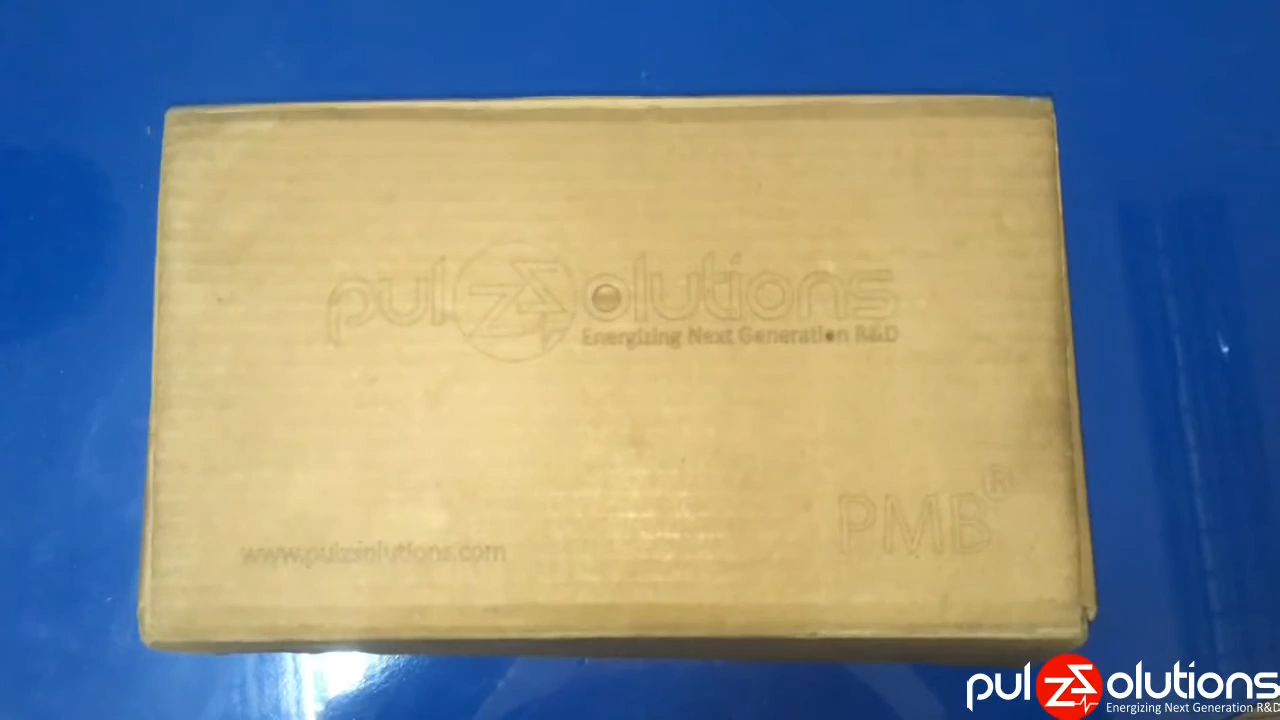 pulZSolutions
Energizing Next Generation R&D
PMB
www.pulzsolutions.com
pulZSolutions
Energizing Next Generation R&D